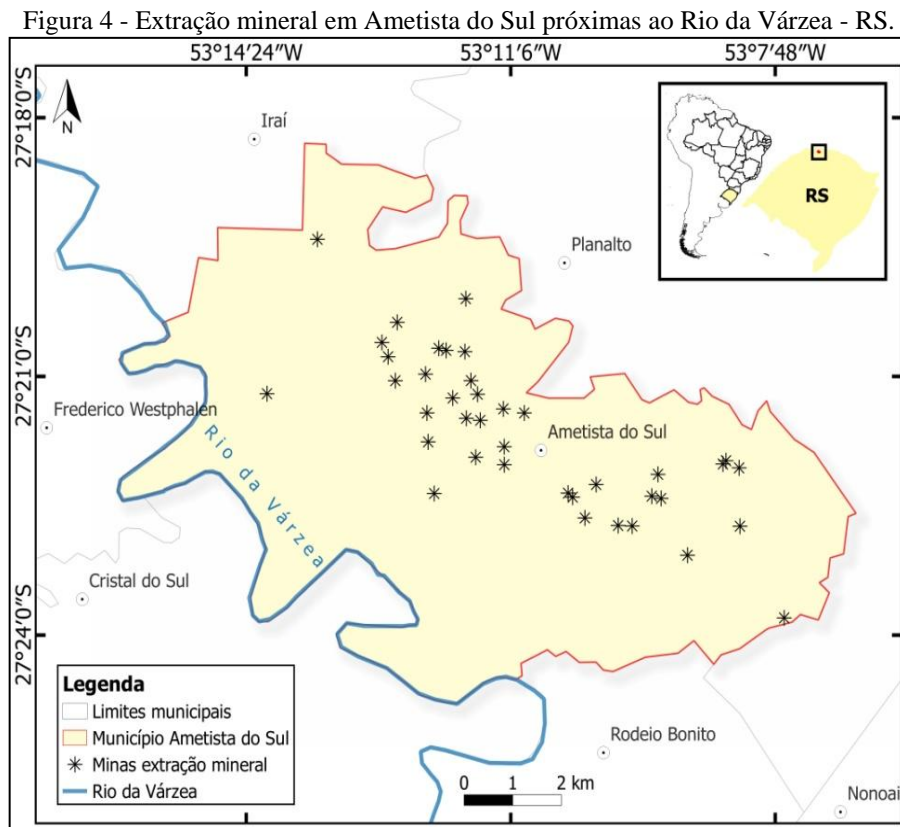 Figura 4 - Extração mineral em Ametista do Sul próximas ao Rio da Várzea - RS.
53°14'24"W
53°11'6"W
53°7'48"W
27°18'0"S
27°21'0"S
27°24'0"S
N
Iraí
RS
Planalto
Frederico Westphalen
Rio da Várzea
Ametista do Sul
Cristal do Sul
Rodeio Bonito
Nonoai
Legenda
Limites municipais
Município Ametista do Sul
Minas extração mineral
Rio da Várzea
0 1 2 km